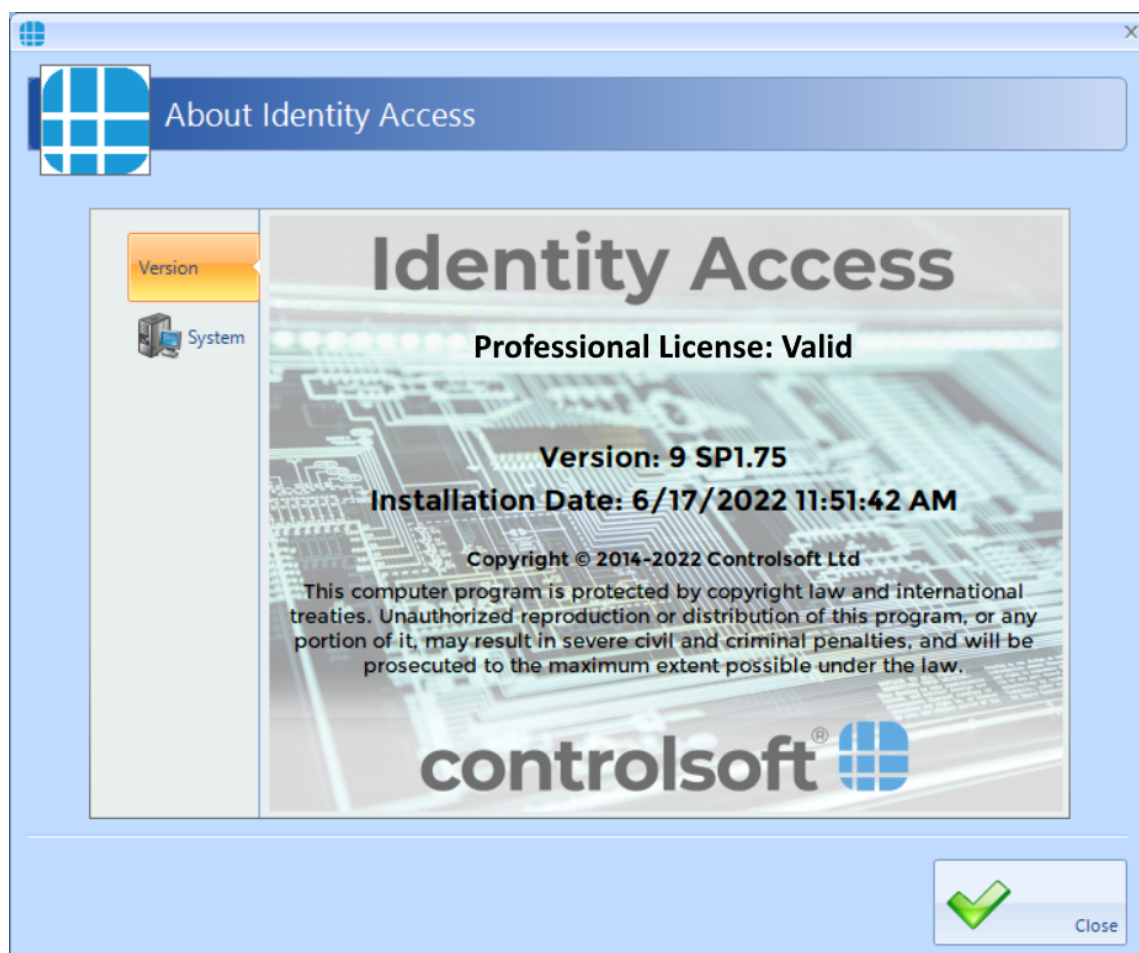 About Identity Access
Version
System
Identity Access
Professional License: Valid
Version: 9 SP1.75
Installation Date: 6/17/2022 11:51:42 AM
Copyright © 2014-2022 Controlsoft Ltd
This computer program is protected by copyright law and international
treaties. Unauthorized reproduction or distribution of this program, or any
portion of it, may result in severe civil and criminal penalties, and will be
prosecuted to the maximum extent possible under the law.
controlsoft®
Close